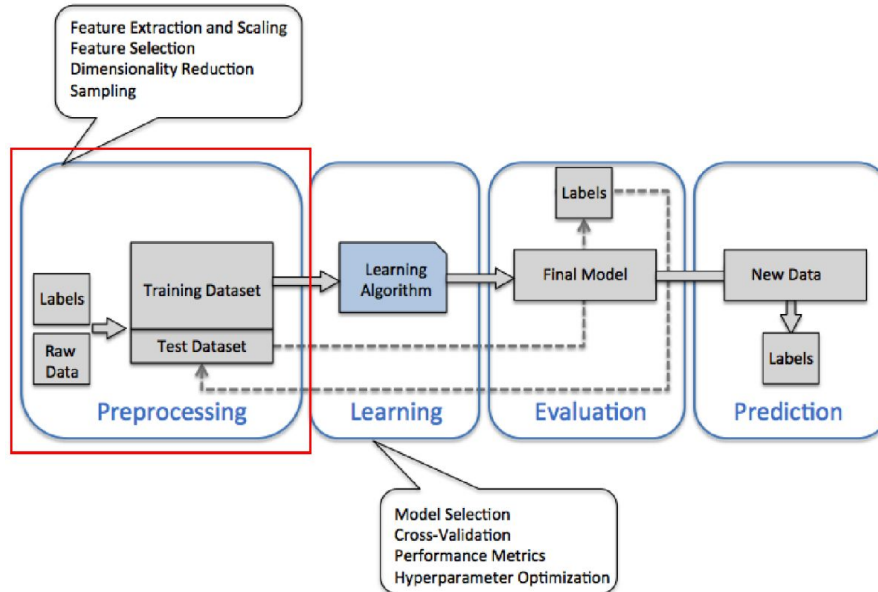 Feature Extraction and Scaling
Feature Selection
Dimensionality Reduction
Sampling
Labels
Raw
Data
Training Dataset
Test Dataset
Preprocessing
Learning
Algorithm
Learning
Labels
Final Model
Evaluation
New Data
Labels
Prediction
Model Selection
Cross-Validation
Performance Metrics
Hyperparameter Optimization